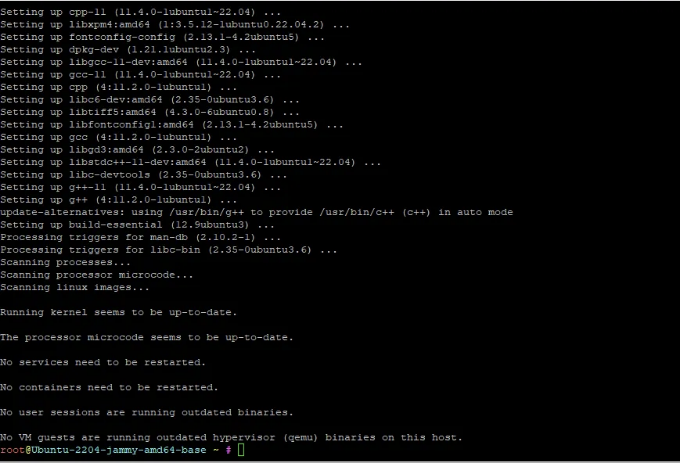 Setting up cpp-11 (11.4.0-1ubuntu1~22.04) ...
Setting up libxpm4:amd64 (1:3.5.12-1ubuntu0.22.04.2) ...
Setting up fontconfig-config (2.13.1-4.2ubuntu5) ...
Setting up dpkg-dev (1.21.1ubuntu2.3) ...
Setting up libgcc-11-dev:amd64 (11.4.0-1ubuntu1~22.04) ...
Setting up gcc-11 (11.4.0-1ubuntu1~22.04) ...
Setting up cpp (4:11.2.0-1ubuntu1) ...
Setting up libc6-dev:amd64 (2.35-0ubuntu3.6) ...
Setting up libtiff5:amd64 (4.3.0-6ubuntu0.8) ...
Setting up libfontconfig1:amd64 (2.13.1-4.2ubuntu5) ...
Setting up gcc (4:11.2.0-1ubuntu1) ...
Setting up libgd3:amd64 (2.3.0-2ubuntu2) ...
Setting up libstdc++-11-dev:amd64 (11.4.0-1ubuntu1~22.04) ...
Setting up libc-devtools (2.35-0ubuntu3.6) ...
Setting up g++-11 (11.4.0-1ubuntu1~22.04) ...
Setting up g++ (4:11.2.0-1ubuntu1) ...
update-alternatives: using /usr/bin/g++ to provide /usr/bin/c++ (c++) in auto mode
Setting up build-essential (12.9ubuntu3) ...
Processing triggers for man-db (2.10.2-1) ...
Processing triggers for libc-bin (2.35-0ubuntu3.6) ...
Scanning processes...
Scanning processor microcode...
Scanning linux images...
Running kernel seems to be up-to-date.
The processor microcode seems to be up-to-date.
No services need to be restarted.
No containers need to be restarted.
No user sessions are running outdated binaries.
No VM guests are running outdated hypervisor (qemu) binaries on this host.
root@Ubuntu-2204-jammy-amd64-base ~ #